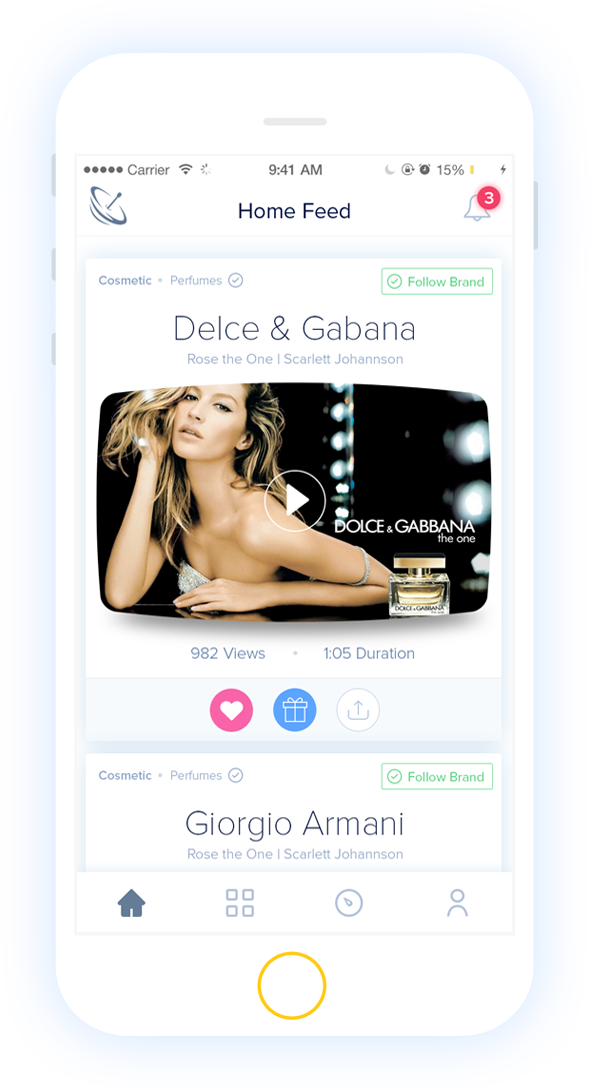 Carrier 9:41 AM 15%
Home Feed 3
Cosmetic • Perfumes Follow Brand
Delce & Gabana
Rose the One | Scarlett Johannson
DOLCE & GABBANA
the one
DOLCE & GABBANA
982 Views • 1:05 Duration
Cosmetic • Perfumes Follow Brand
Giorgio Armani
Rose the One | Scarlett Johannson